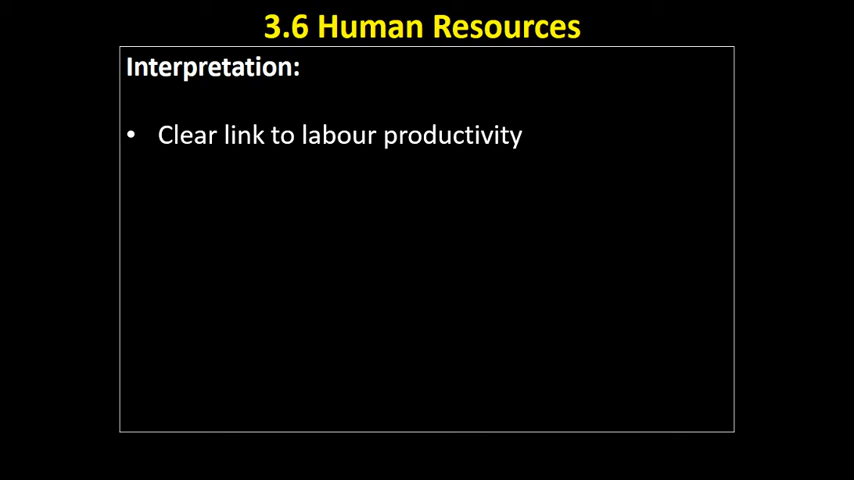 3.6 Human Resources
Interpretation:
• Clear link to labour productivity